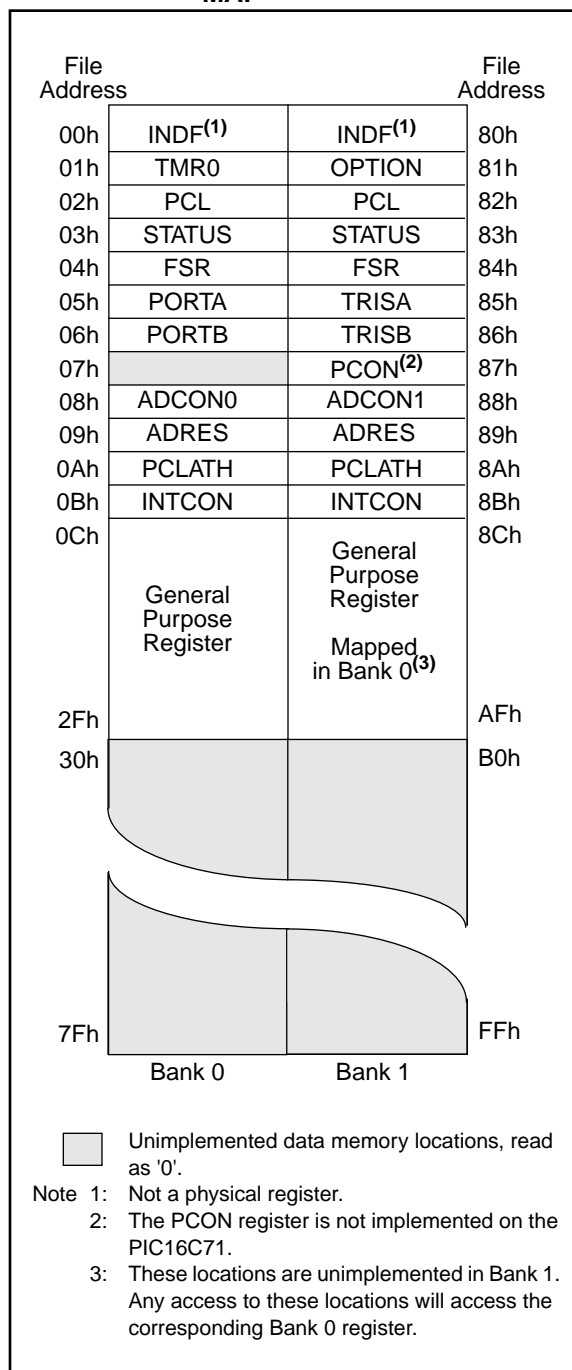 File Address File Address
00h INDF(1) INDF(1) 80h
01h TMR0 OPTION 81h
02h PCL PCL 82h
03h STATUS STATUS 83h
04h FSR FSR 84h
05h PORTA TRISA 85h
06h PORTB TRISB 86h
07h PCON(2) 87h
08h ADCON0 ADCON1 88h
09h ADRES ADRES 89h
0Ah PCLATH PCLATH 8Ah
0Bh INTCON INTCON 8Bh
0Ch 8Ch
General
Purpose
Register
General
Purpose
Register
Mapped
in Bank 0(3)
2Fh AFh
30h B0h
7Fh FFh
Bank 0 Bank 1
Unimplemented data memory locations, read
as '0'.
Note 1: Not a physical register.
2: The PCON register is not implemented on the
PIC16C71.
3: These locations are unimplemented in Bank 1.
Any access to these locations will access the
corresponding Bank 0 register.